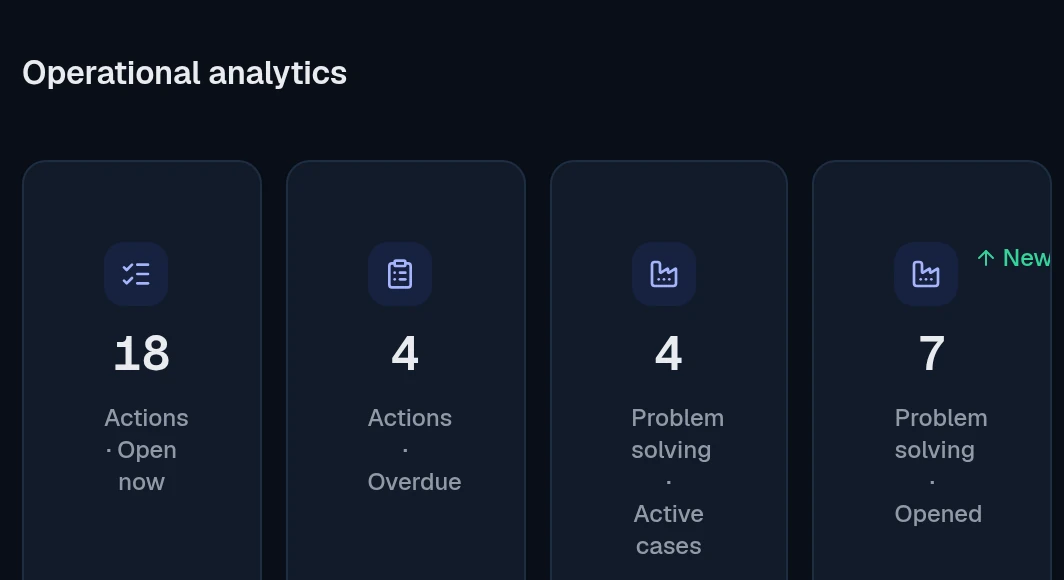 Operational analytics
18
Actions
· Open
now
4
Actions
·
Overdue
4
Problem
solving
·
Active
cases
↑ New
7
Problem
solving
·
Opened